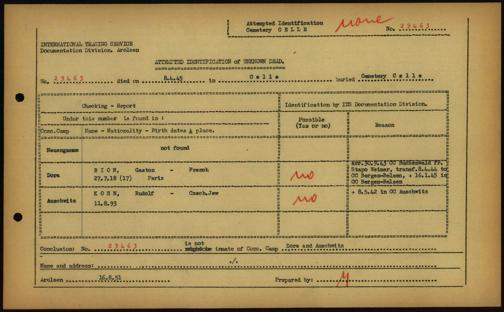 Attempted Identification
Cemetery CELLE
none
No. 29463
INTERNATIONAL TRACING SERVICE
Documentation Division, Arolsen
ATTEMPTED IDENTIFICATION of UNKNOWN DEAD.
No. 29463 died on 8.4.45 in Celle buried Cemetery Celle
Checking - Report
Identification by ITS Documentation Division.
Under this number is found in :
Possible
(Yes or no)
Reason
Conc.Camp
Name - Nationality - Birth dates & place.
Neuengamme
not found
Dora
BION, Gaston - French
27.7.18 (17) Paris
no
Arr.30.9.43 CC Buchenwald fr.
Stapo Weimar, transf.8.4.44 to
CC Bergen-Belsen, + 16.1.45 in
CC Bergen-Belsen
Auschwitz
KOHN, Rudolf - Czech.Jew
11.8.93
no
+ 8.5.42 in CC Auschwitz
Conclusion: No. 29463 is not inmate of Conc. Camp Dora and Auschwitz
Name and address: ./.
Arolsen 16.8.51
Prepared by: